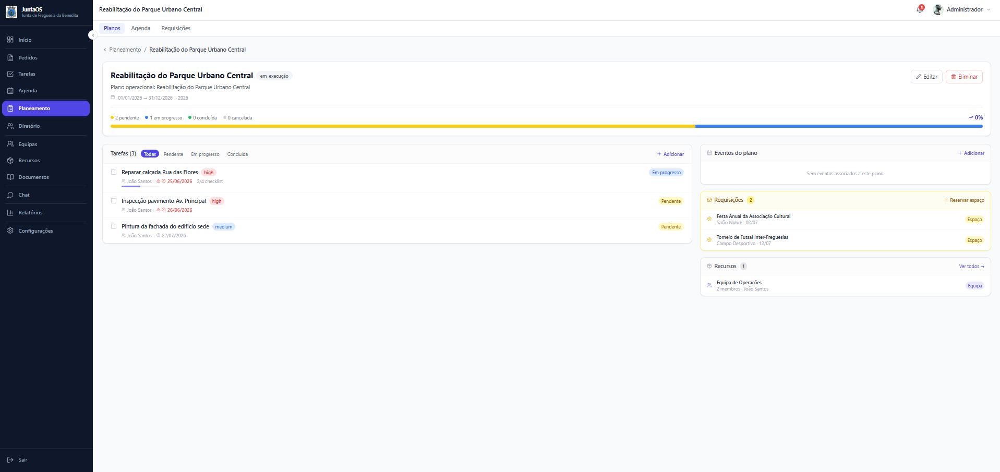 JuntaOS
Junta de Freguesia da Benedita
Início
Pedidos
Tarefas
Agenda
Planeamento
Diretório
Equipas
Recursos
Documentos
Chat
Relatórios
Configurações
Sair
Reabilitação do Parque Urbano Central
1
Administrador
Planos Agenda Requisições
Planeamento / Reabilitação do Parque Urbano Central
Reabilitação do Parque Urbano Central em_execução
Plano operacional: Reabilitação do Parque Urbano Central
01/01/2026 → 31/12/2026 · 2026
Editar Eliminar
2 pendente 1 em progresso 0 concluída 0 cancelada
0%
Tarefas (3) Todas Pendente Em progresso Concluída
+ Adicionar
Reparar calçada Rua das Flores high
Em progresso
João Santos 25/06/2026 2/4 checklist
Inspecção pavimento Av. Principal high
Pendente
João Santos 26/06/2026
Pintura da fachada do edifício sede medium
Pendente
João Santos 22/07/2026
Eventos do plano
+ Adicionar
Sem eventos associados a este plano.
Requisições 2
+ Reservar espaço
Festa Anual da Associação Cultural
Salão Nobre · 02/07
Espaço
Torneio de Futsal Inter-Freguesias
Campo Desportivo · 12/07
Espaço
Recursos 1
Ver todos →
Equipa de Operações
2 membros · João Santos
Equipa